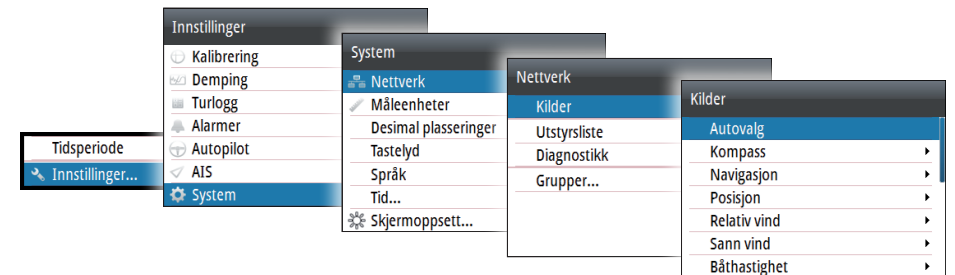 Tidsperiode
Innstillinger...
Innstillinger
Kalibrering
Demping
Turlogg
Alarmer
Autopilot
AIS
System
System
Nettverk
Måleenheter
Desimal plasseringer
Tastelyd
Språk
Tid...
Skjermoppsett...
Nettverk
Kilder
Utstyrsliste
Diagnostikk
Grupper...
Kilder
Autovalg
Kompass
Navigasjon
Posisjon
Relativ vind
Sann vind
Båthastighet